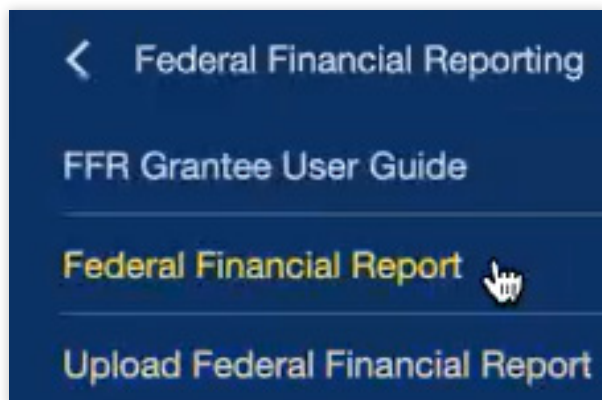 Federal Financial Reporting
FFR Grantee User Guide
Federal Financial Report
Upload Federal Financial Report